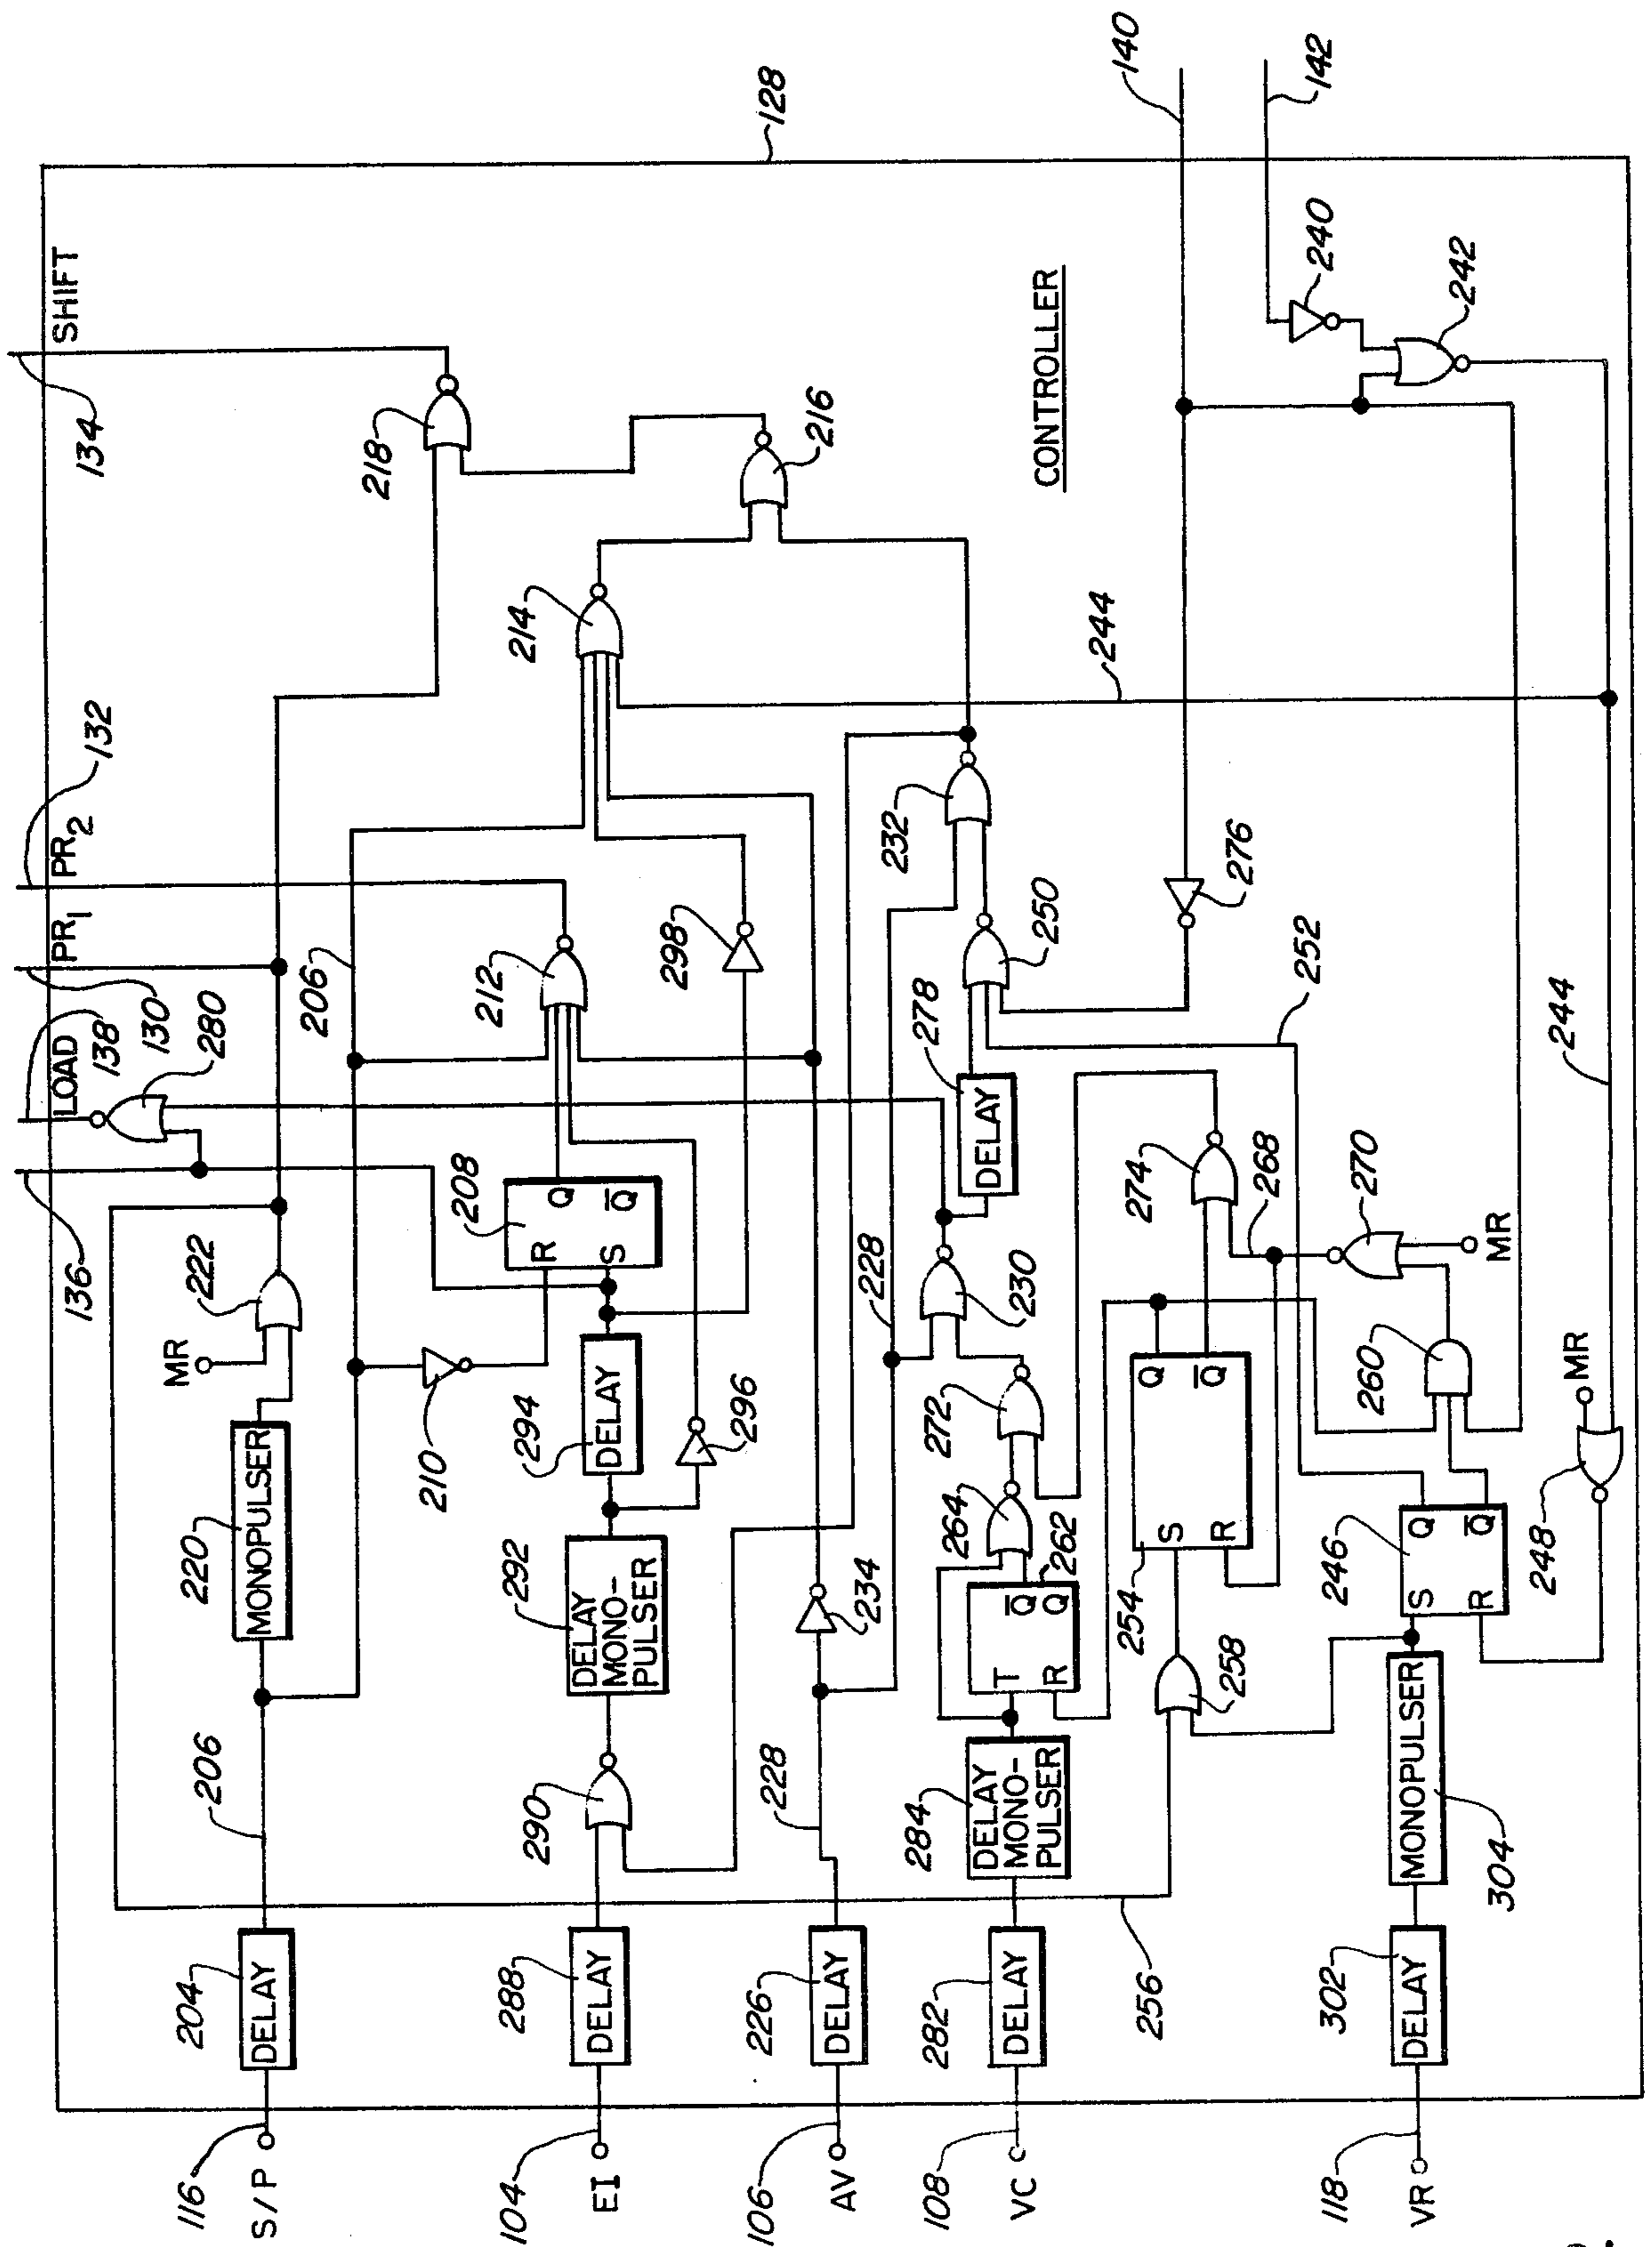 116
S/P
104
EI
106
AV
108
VC
118
VR
204
DELAY
288
DELAY
226
DELAY
282
DELAY
302
DELAY
206
290
228
284
DELAY
MONO-
PULSER
256
304
MONOPULSER
220
MONOPULSER
292
DELAY
MONO-
PULSER
234
T
R
Q̅
Q
262
264
254
S
R
Q
Q̅
258
246
S
R
Q
Q̅
248
MR
210
294
DELAY
296
272
260
136
222
MR
208
R
S
Q
Q̅
228
230
274
268
270
MR
LOAD
138
130
280
PR1
206
212
298
278
DELAY
250
252
244
PR2
132
232
276
214
244
134
SHIFT
218
216
CONTROLLER
240
242
128
140
142